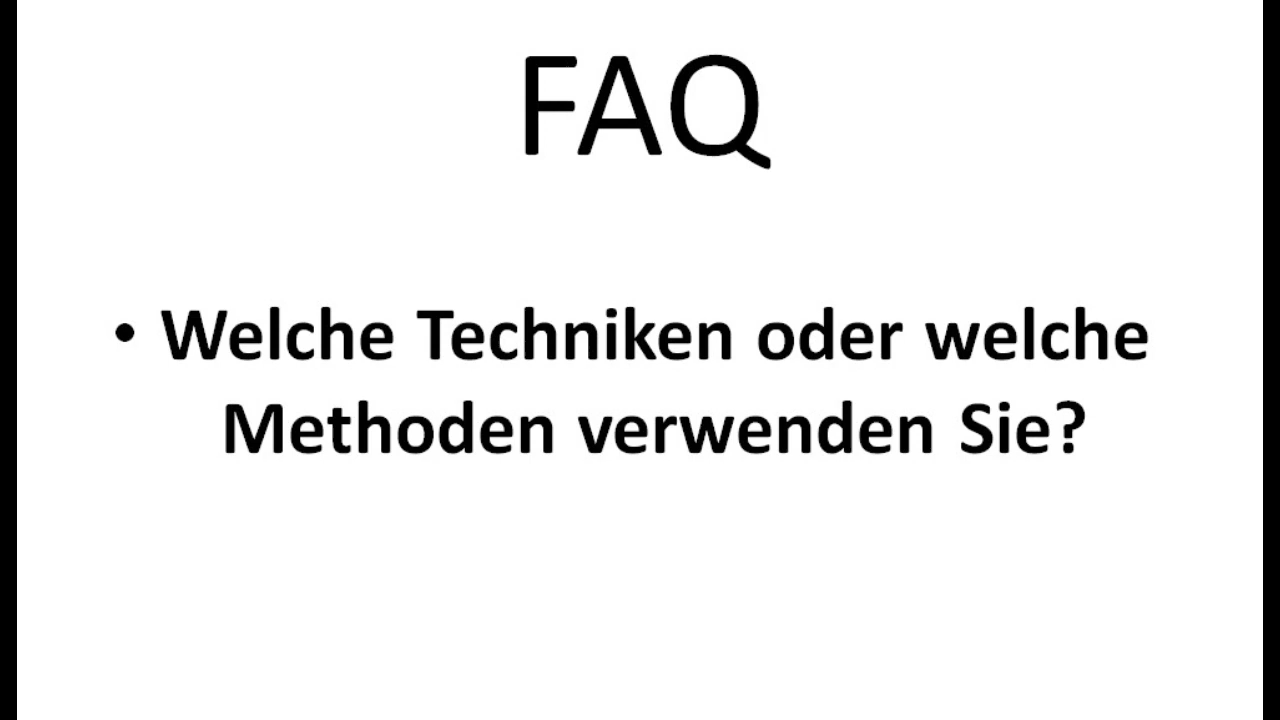 FAQ
• Welche Techniken oder welche
Methoden verwenden Sie?